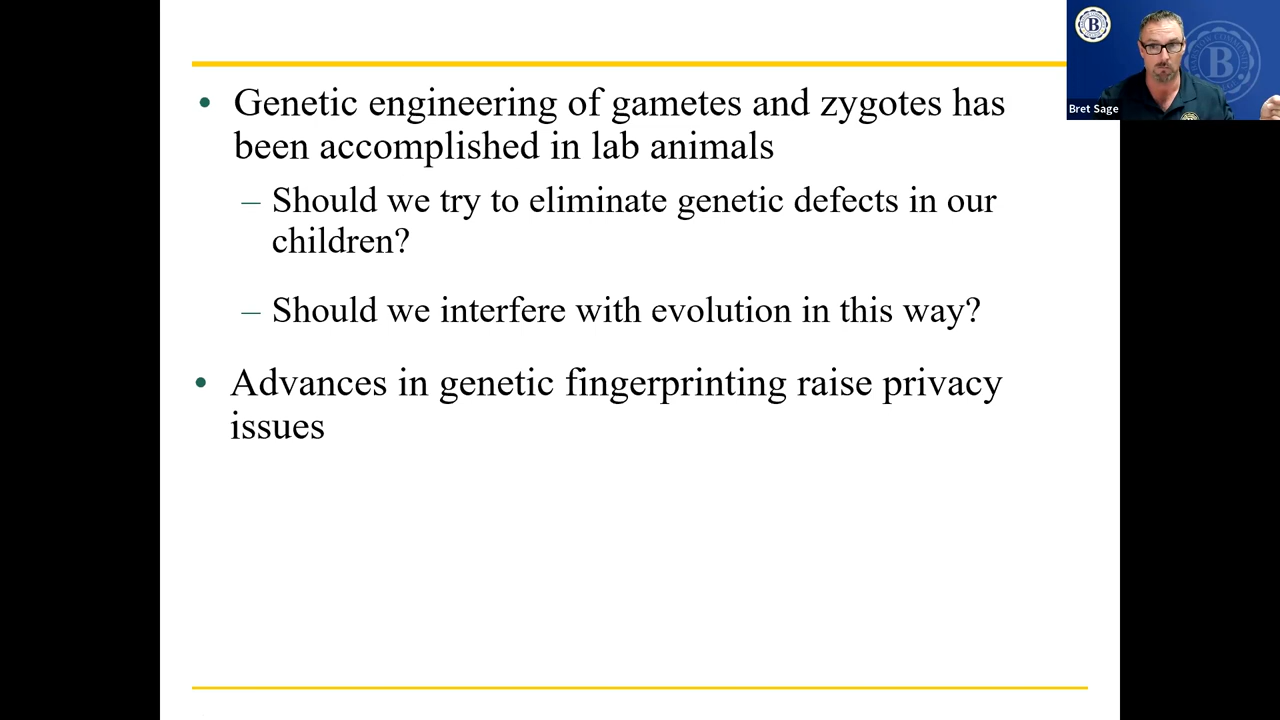 • Genetic engineering of gametes and zygotes has
been accomplished in lab animals
– Should we try to eliminate genetic defects in our
children?
– Should we interfere with evolution in this way?
• Advances in genetic fingerprinting raise privacy
issues
B
B
Bret Sage